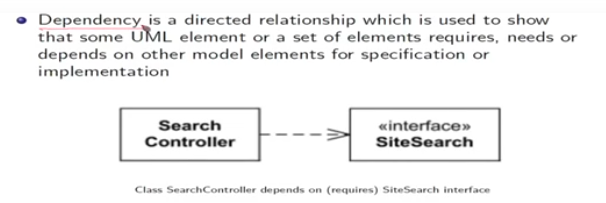 Dependency is a directed relationship which is used to show
that some UML element or a set of elements requires, needs or
depends on other model elements for specification or
implementation
Search
Controller
«interface»
SiteSearch
Class SearchController depends on (requires) SiteSearch interface